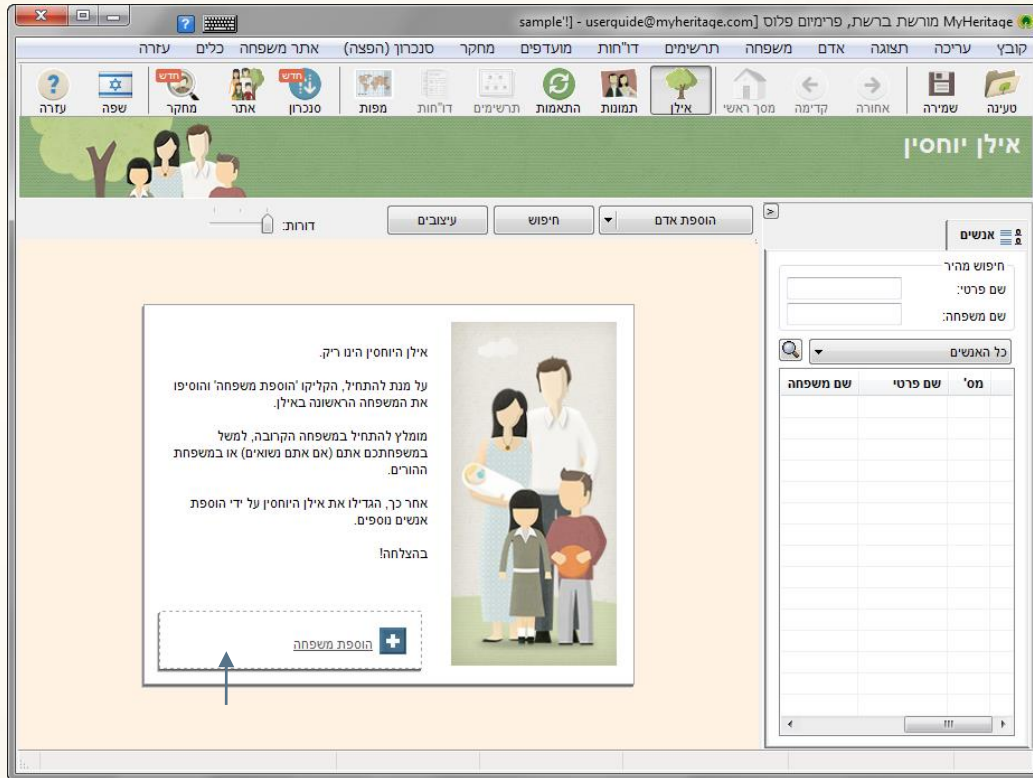 MyHeritage מורשת ברשת, פרימיום פלוס [sample'!] - userguide@myheritage.com]
קובץ עריכה תצוגה אדם משפחה תרשימים דו"חות מועדפים מחקר סנכרון (הפצה) אתר משפחה כלים עזרה
טעינה שמירה אחורה קדימה מסך ראשי אילן תמונות התאמות תרשימים דו"חות מפות סנכרון אתר מחקר שפה עזרה
חדש חדש
אילן יוחסין
הוספת אדם חיפוש עיצובים דורות:
אנשים
חיפוש מהיר
שם פרטי:
שם משפחה:
כל האנשים
מס' שם פרטי שם משפחה
אילן היוחסין הינו ריק.
על מנת להתחיל, הקליקו 'הוספת משפחה' והוסיפו
את המשפחה הראשונה באילן.
מומלץ להתחיל במשפחה הקרובה, למשל
במשפחתכם אתם (אם אתם נשואים) או במשפחת
ההורים.
אחר כך, הגדילו את אילן היוחסין על ידי הוספת
אנשים נוספים.
בהצלחה!
הוספת משפחה